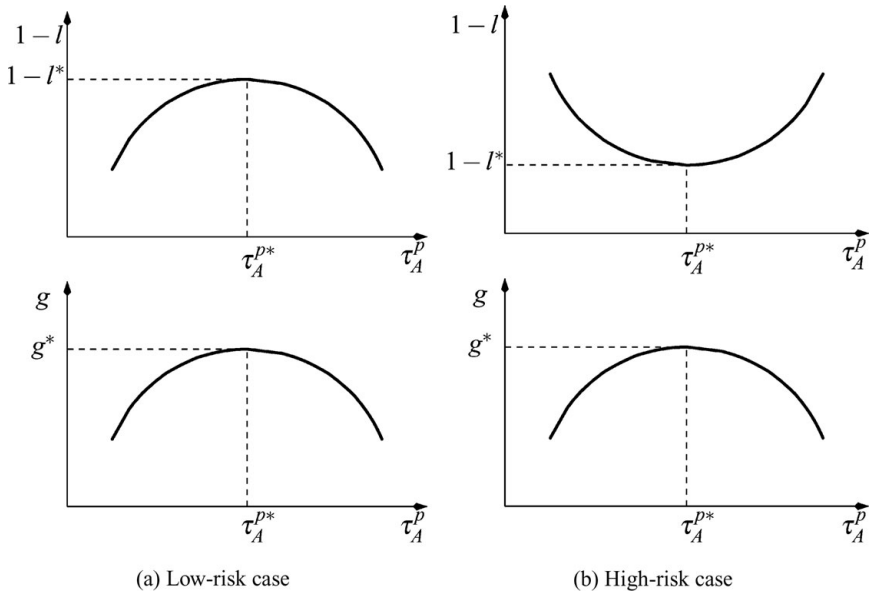 1 − l
1 − l*
τ_A^{p*}
τ_A^p
1 − l
1 − l*
τ_A^{p*}
τ_A^p
g
g*
τ_A^{p*}
τ_A^p
g
g*
τ_A^{p*}
τ_A^p
(a) Low-risk case
(b) High-risk case